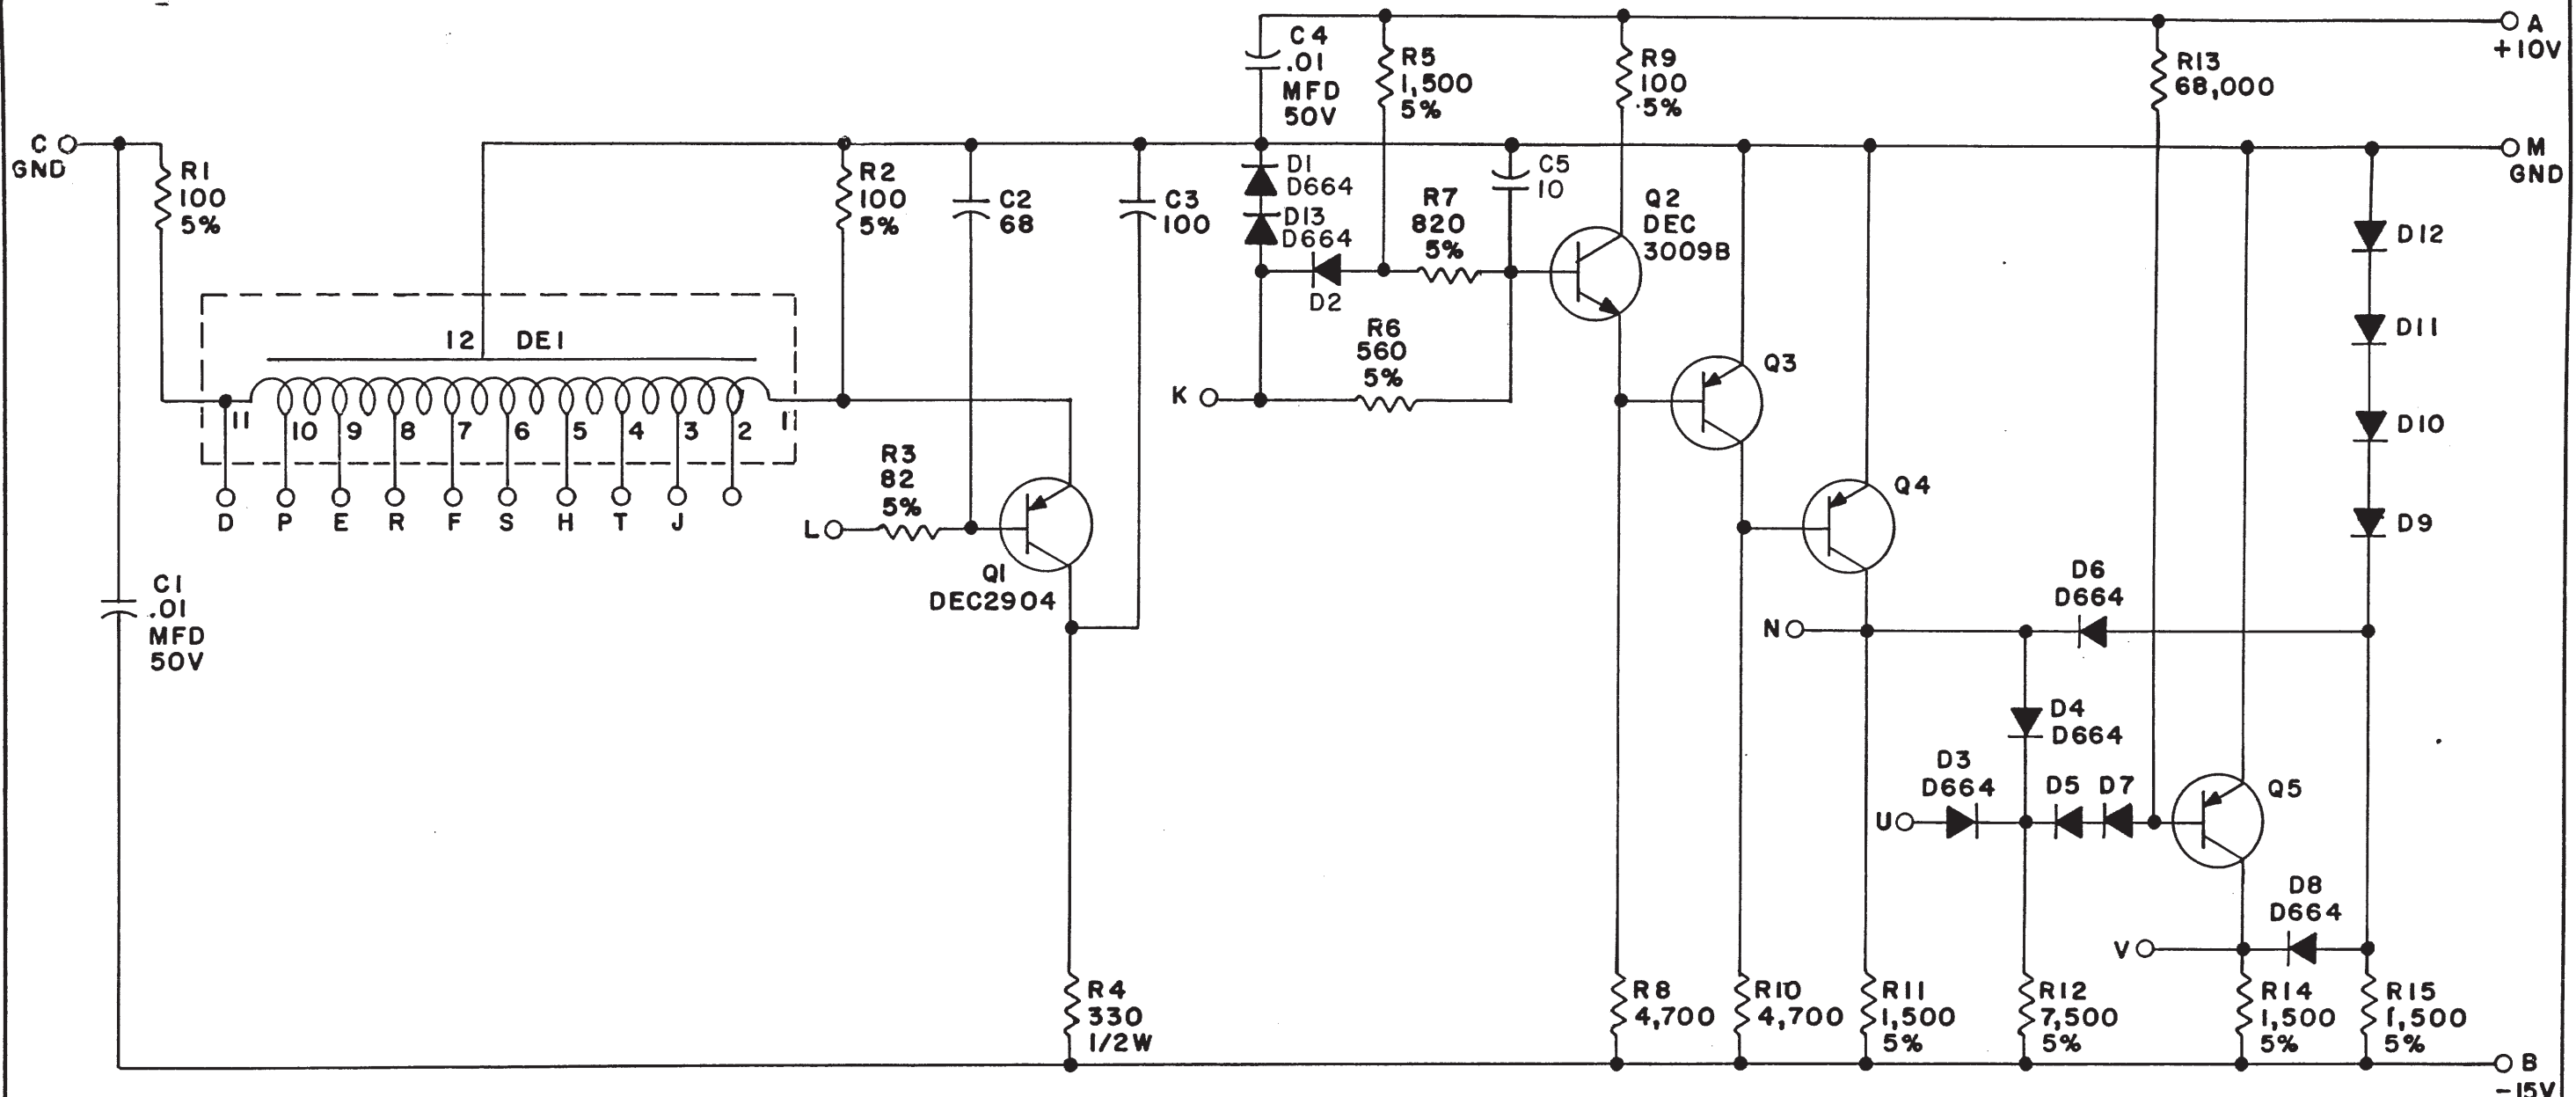 C4
.01
MFD
50V
R5
1,500
5%
R9
100
5%
R13
68,000
A
+10V
C
GND
R1
100
5%
R2
100
5%
C2
68
C3
100
D1
D664
D13
D664
D2
R7
820
5%
C5
10
Q2
DEC
3009B
M
GND
D12
D11
D10
D9
12 DE1
11 10 9 8 7 6 5 4 3 2 1
D P E R F S H T J
K
R6
560
5%
Q3
R3
82
5%
L
Q1
DEC2904
Q4
C1
.01
MFD
50V
N
D6
D664
D4
D664
D3
D664
D5 D7
U
Q5
D8
D664
V
R4
330
1/2W
R8
4,700
R10
4,700
R11
1,500
5%
R12
7,500
5%
R14
1,500
5%
R15
1,500
5%
B
-15V